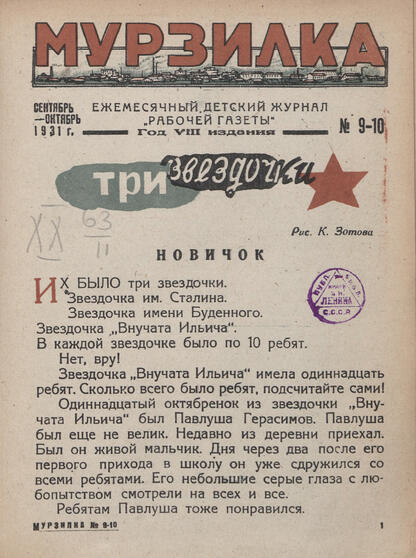 МУРЗИЛКА
СЕНТЯБРЬ
—ОКТЯБРЬ
1931 г.
ЕЖЕМЕСЯЧНЫЙ ДЕТСКИЙ ЖУРНАЛ
„РАБОЧЕЙ ГАЗЕТЫ“
Год VIII издания
№ 9-10
три звездочки
XX 63
II
Рис. К. Зотова
НОВИЧОК
ИХ БЫЛО три звездочки.
Звездочка им. Сталина.
Звездочка имени Буденного.
Звездочка „Внучата Ильича“.
В каждой звездочке было по 10 ребят.
Нет, вру!
Звездочка „Внучата Ильича“ имела одиннадцать
ребят. Сколько всего было ребят, подсчитайте сами!
Одиннадцатый октябренок из звездочки „Вну-
чата Ильича“ был Павлуша Герасимов. Павлуша
был еще не велик. Недавно из деревни приехал.
Был он живой мальчик. Дня через два после его
первого прихода в школу он уже сдружился со
всеми ребятами. Его небольшие серые глаза с лю-
бопытством смотрели на всех и все.
Ребятам Павлуша тоже понравился.
ЛЕНИНА
С.С.С.Р.
МУРЗИЛКА № 9-10
1